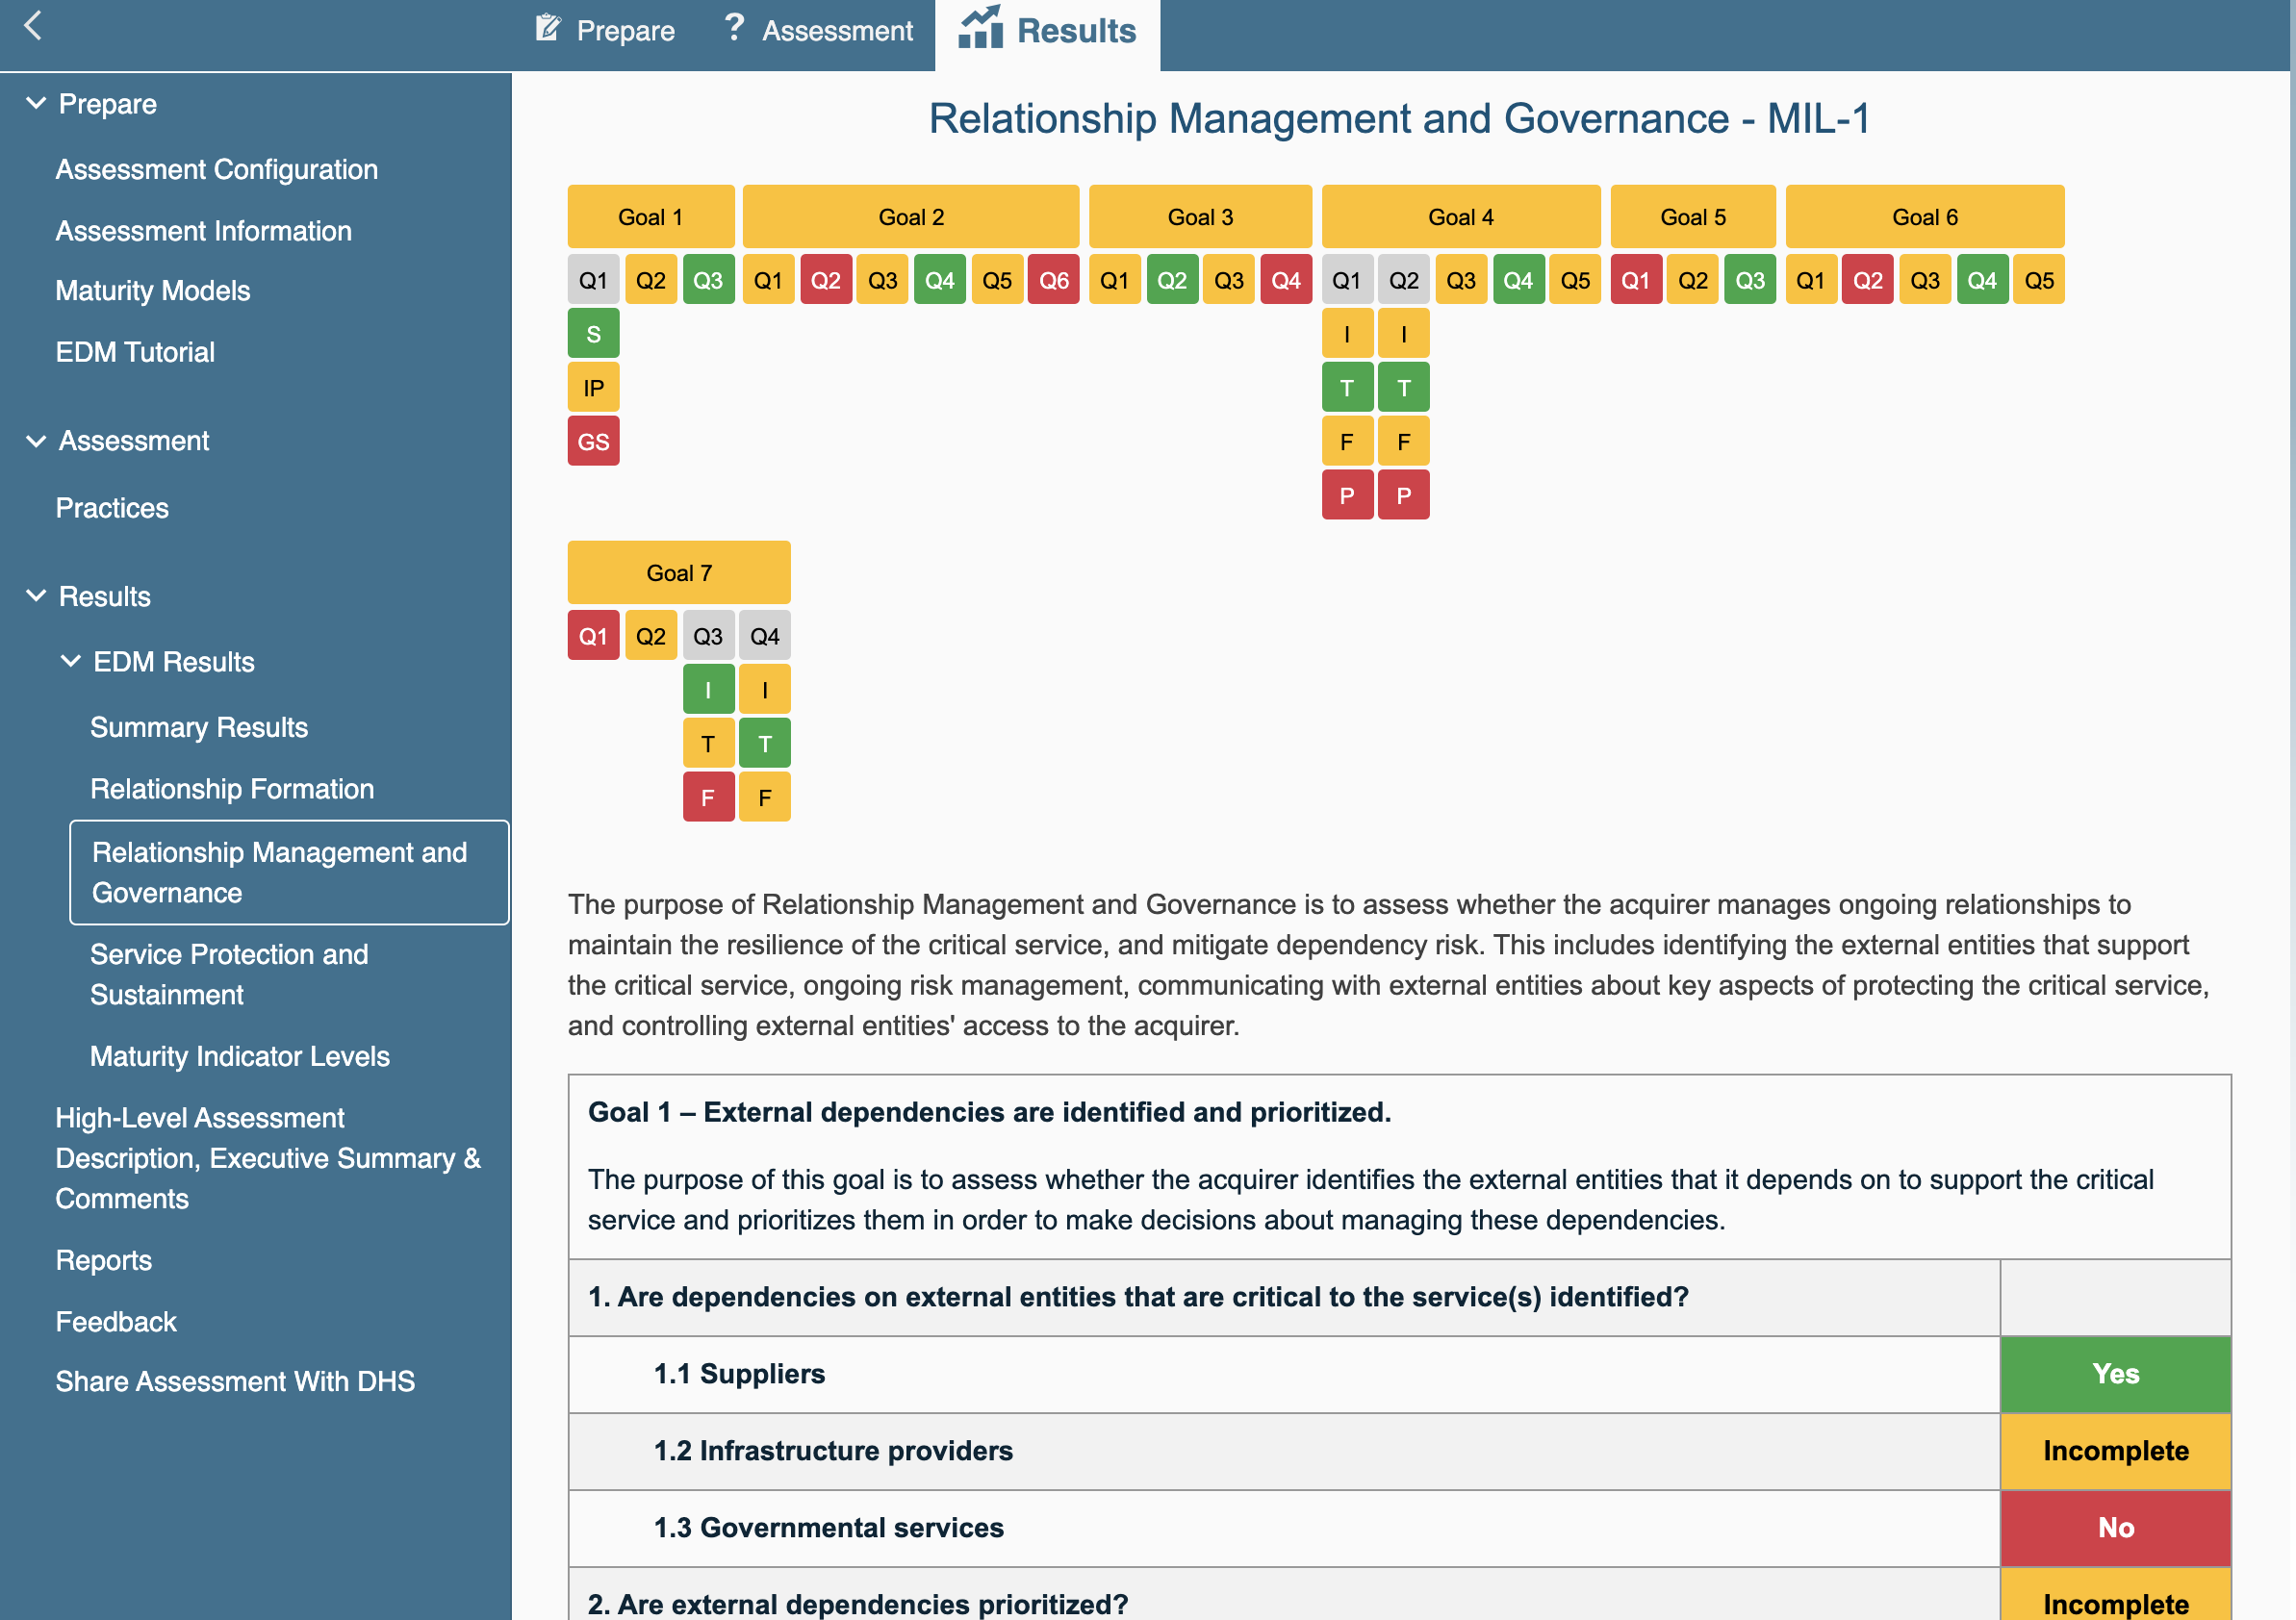 Prepare
? Assessment
Results
Prepare
Assessment Configuration
Assessment Information
Maturity Models
EDM Tutorial
Assessment
Practices
Results
EDM Results
Summary Results
Relationship Formation
Relationship Management and
Governance
Service Protection and
Sustainment
Maturity Indicator Levels
High-Level Assessment
Description, Executive Summary &
Comments
Reports
Feedback
Share Assessment With DHS
Relationship Management and Governance - MIL-1
Goal 1 Goal 2 Goal 3 Goal 4 Goal 5 Goal 6
Q1 Q2 Q3 Q1 Q2 Q3 Q4 Q5 Q6 Q1 Q2 Q3 Q4 Q1 Q2 Q3 Q4 Q5 Q1 Q2 Q3 Q1 Q2 Q3 Q4 Q5
S I I
IP T T
GS F F
P P
Goal 7
Q1 Q2 Q3 Q4
I I
T T
F F
The purpose of Relationship Management and Governance is to assess whether the acquirer manages ongoing relationships to
maintain the resilience of the critical service, and mitigate dependency risk. This includes identifying the external entities that support
the critical service, ongoing risk management, communicating with external entities about key aspects of protecting the critical service,
and controlling external entities' access to the acquirer.
Goal 1 – External dependencies are identified and prioritized.
The purpose of this goal is to assess whether the acquirer identifies the external entities that it depends on to support the critical
service and prioritizes them in order to make decisions about managing these dependencies.
1. Are dependencies on external entities that are critical to the service(s) identified?
1.1 Suppliers Yes
1.2 Infrastructure providers Incomplete
1.3 Governmental services No
2. Are external dependencies prioritized? Incomplete